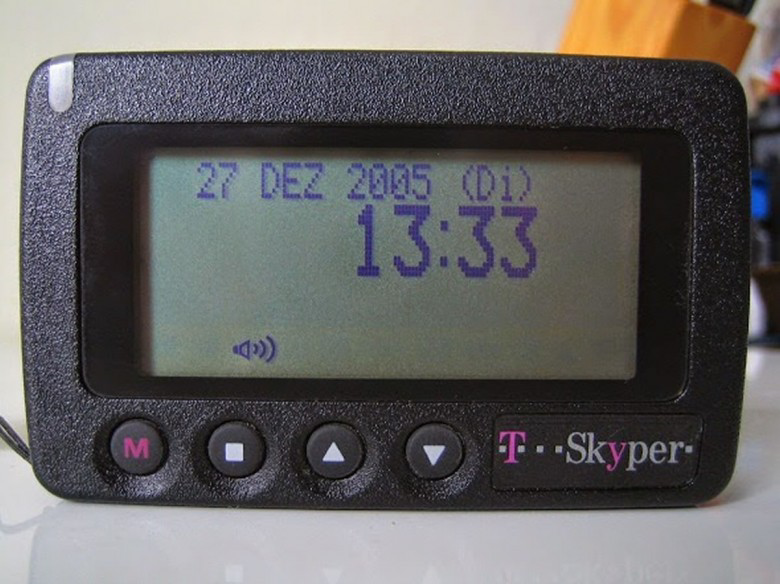 27 DEZ 2005 (Di)
13:33
M
T···Skyper·